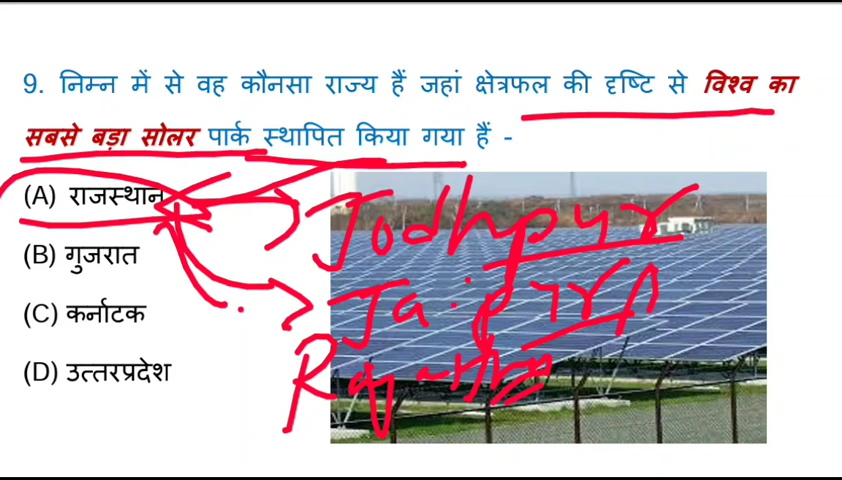 9. निम्न में से वह कौनसा राज्य हैं जहां क्षेत्रफल की दृष्टि से विश्व का
सबसे बड़ा सोलर पार्क स्थापित किया गया हैं -
(A) राजस्थान
(B) गुजरात
(C) कर्नाटक
(D) उत्तरप्रदेश
Jodhpur
Jaipur